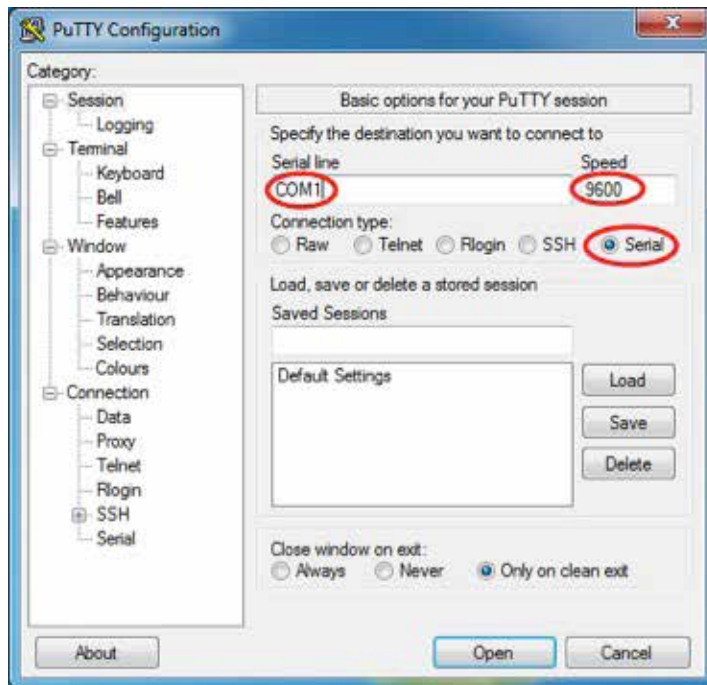 PuTTY Configuration
Category:
Session
Logging
Terminal
Keyboard
Bell
Features
Window
Appearance
Behaviour
Translation
Selection
Colours
Connection
Data
Proxy
Telnet
Rlogin
SSH
Serial
Basic options for your PuTTY session
Specify the destination you want to connect to
Serial line Speed
COM1 9600
Connection type:
Raw Telnet Rlogin SSH Serial
Load, save or delete a stored session
Saved Sessions
Default Settings
Load
Save
Delete
Close window on exit:
Always Never Only on clean exit
About Open Cancel